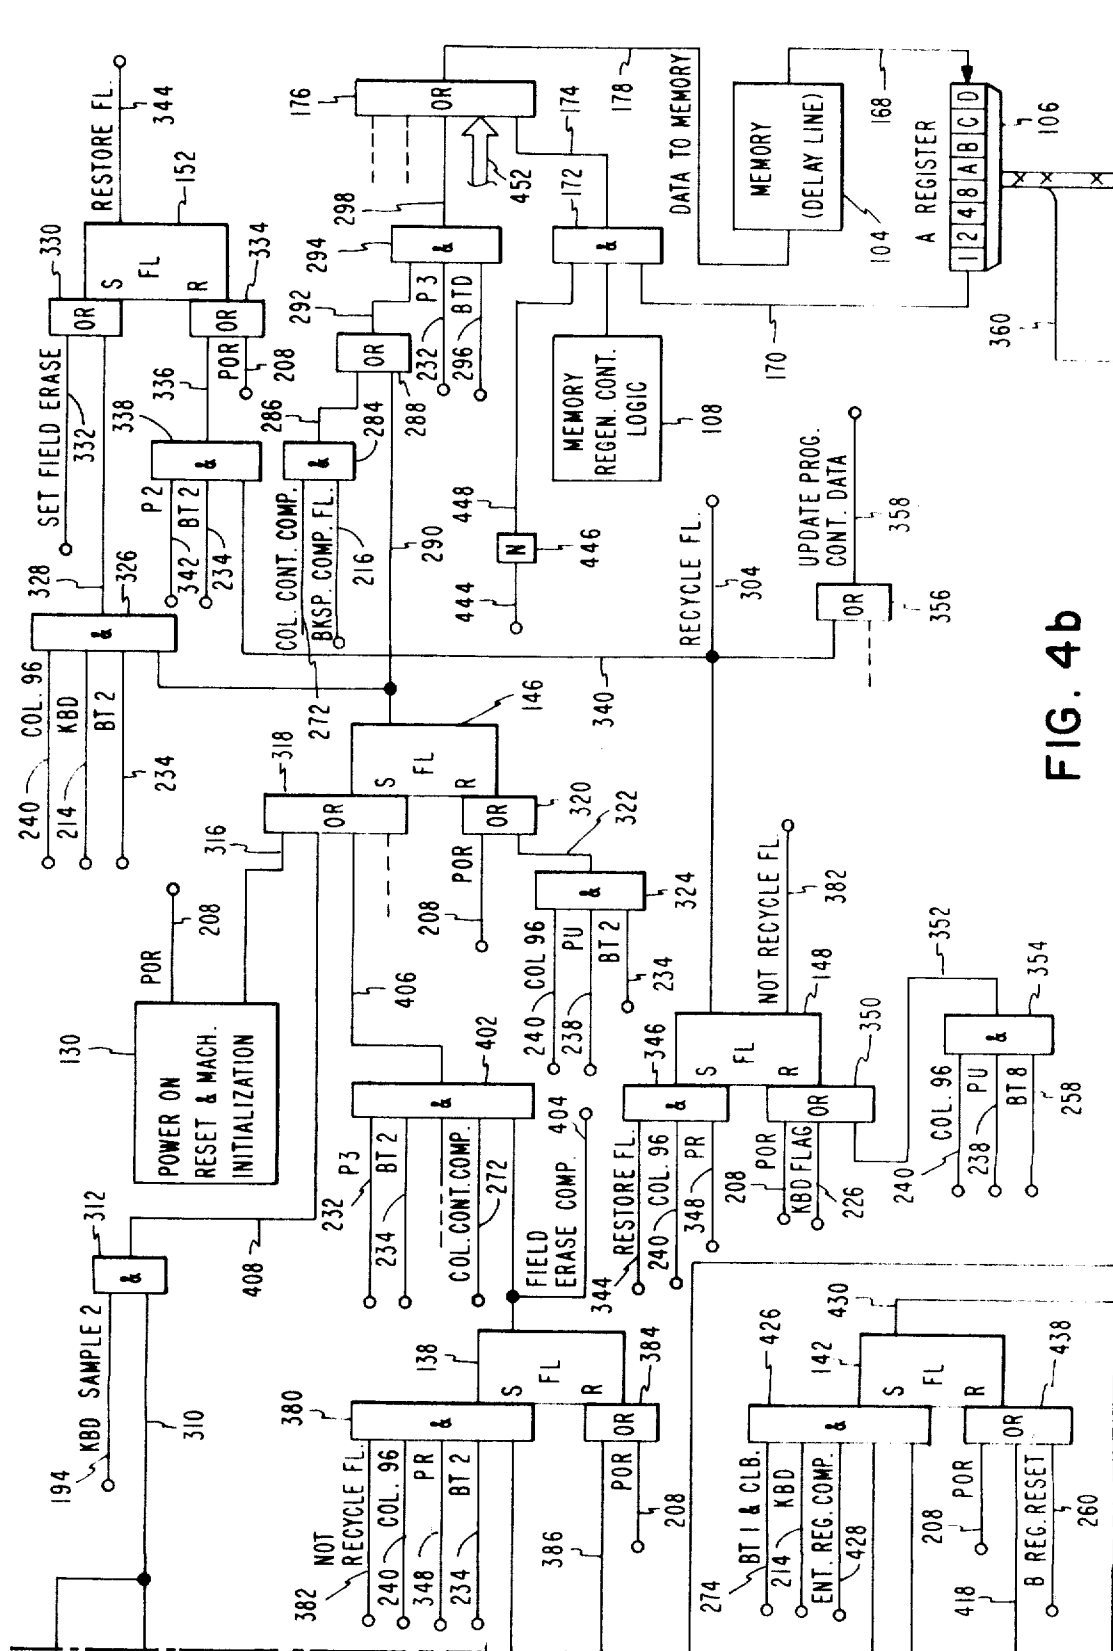 194
KBD SAMPLE 2
310
312
&
408
130
POWER ON
RESET & MACH.
INITIALIZATION
POR
208
316
240
COL. 96
214
KBD
BT 2
234
328
326
&
SET FIELD ERASE
332
330
OR
S
FL
R
152
RESTORE FL.
344
334
OR
336
POR
208
338
&
P2
342
BT 2
234
382
NOT
RECYCLE FL.
240
COL. 96
348
PR
234
BT 2
380
&
S
FL
R
138
384
OR
386
POR
208
232
P3
234
BT 2
COL.CONT.COMP.
272
402
&
406
FIELD
ERASE COMP.
404
318
OR
S
FL
R
146
320
OR
322
POR
208
240
COL 96
238
PU
BT 2
234
324
&
COL. CONT. COMP.
272
BKSP. COMP. FL.
216
286
284
&
290
288
OR
292
294
&
P3
232
BTD
296
298
176
OR
452
174
178
172
&
444
N
446
448
MEMORY
REGEN. CONT.
LOGIC
108
170
DATA TO MEMORY
MEMORY
(DELAY LINE)
104
168
A REGISTER
1 2 4 8 A B C D
106
360
344
RESTORE FL.
240
COL. 96
348
PR
346
&
S
FL
R
148
208
POR
KBD FLAG
226
OR
350
352
240
COL. 96
238
PU
BT8
258
354
&
NOT RECYCLE FL.
382
RECYCLE FL.
304
340
UPDATE PROG.
CONT. DATA
358
OR
356
274
BT 1 & CLB.
214
KBD
ENT. REG. COMP.
428
426
&
S
FL
R
142
430
438
OR
208
POR
418
B REG. RESET
260
FIG. 4b